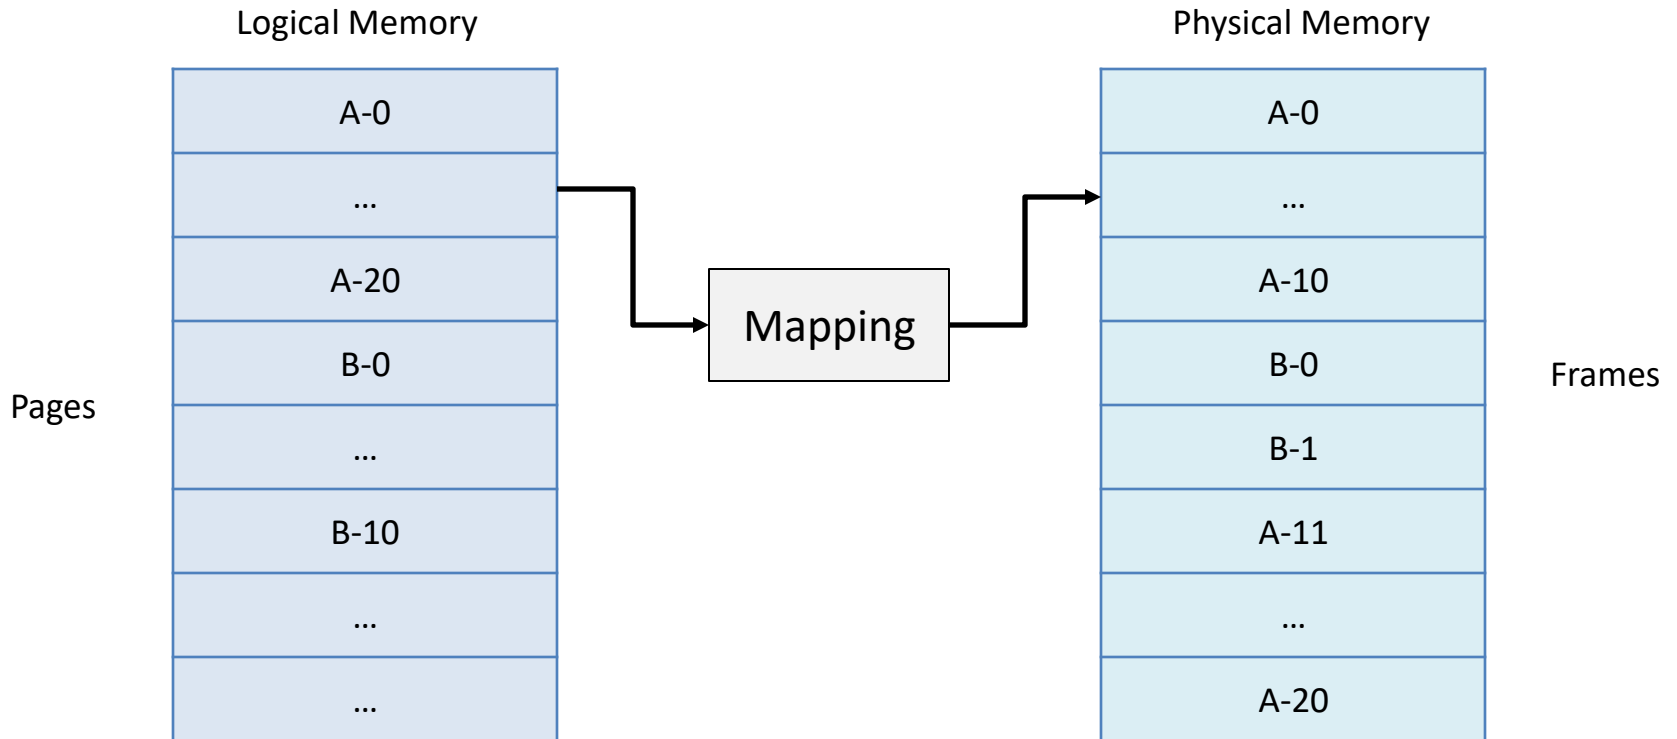 Logical Memory
Physical Memory
A-0
...
A-20
B-0
...
B-10
...
...
Pages
Mapping
A-0
...
A-10
B-0
B-1
A-11
...
A-20
Frames